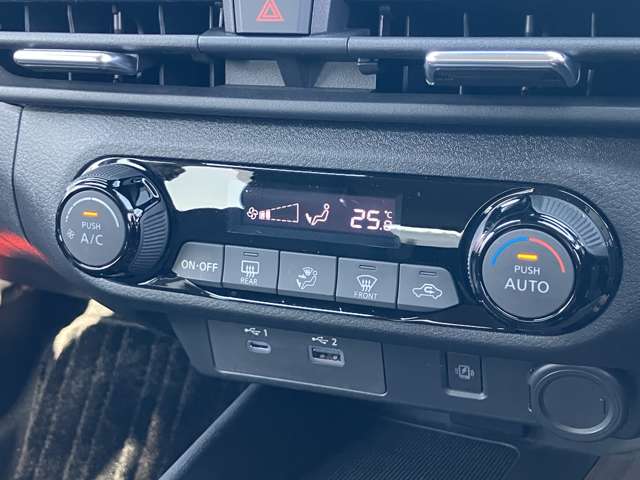 25.0 °C
PUSH
A/C
PUSH
AUTO
ON·OFF
REAR
FRONT
1
2